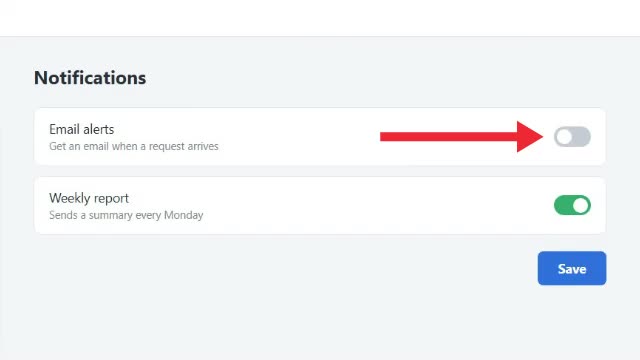 Notifications
Email alerts
Get an email when a request arrives
Weekly report
Sends a summary every Monday
Save